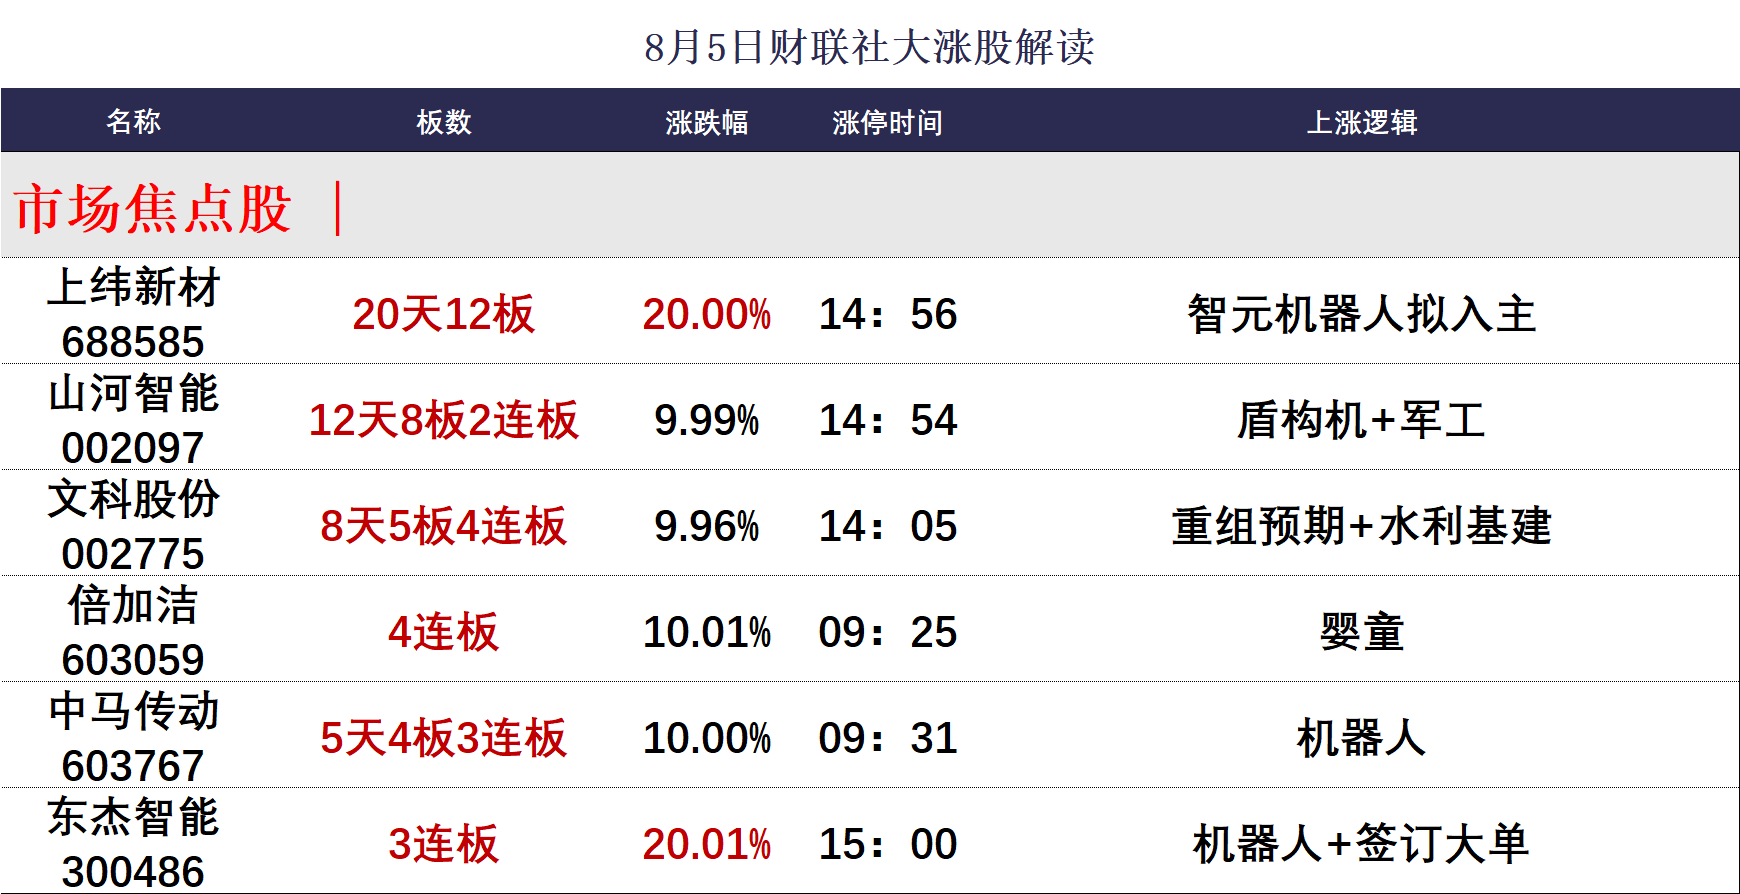 8月5日财联社大涨股解读
名称 板数 涨跌幅 涨停时间 上涨逻辑
市场焦点股 |
上纬新材
688585 20天12板 20.00% 14：56 智元机器人拟入主
山河智能
002097 12天8板2连板 9.99% 14：54 盾构机+军工
文科股份
002775 8天5板4连板 9.96% 14：05 重组预期+水利基建
倍加洁
603059 4连板 10.01% 09：25 婴童
中马传动
603767 5天4板3连板 10.00% 09：31 机器人
东杰智能
300486 3连板 20.01% 15：00 机器人+签订大单